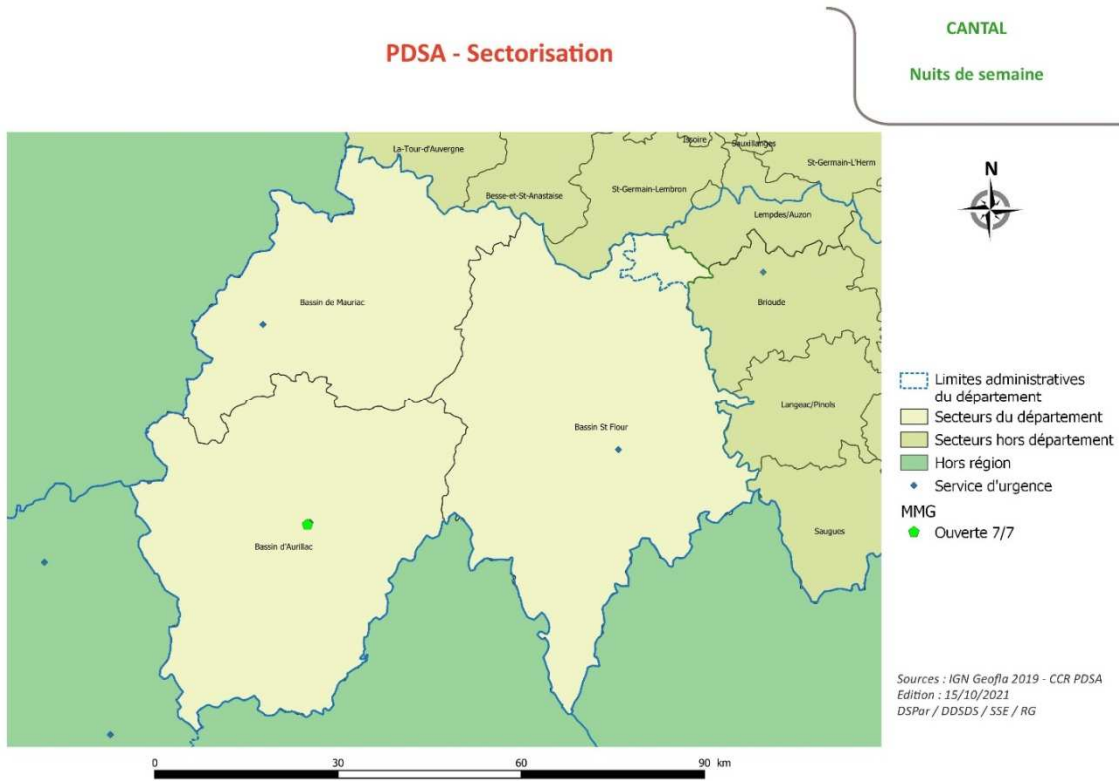 PDSA - Sectorisation
CANTAL
Nuits de semaine
La-Tour-d'Auvergne
Besse-et-St-Anastaise
St-Germain-Lembron
Issoire
Sauxillanges
St-Germain-L'Herm
Lempdes/Auzon
Brioude
Bassin de Mauriac
Langeac/Pinols
Bassin St Flour
Saugues
Bassin d'Aurillac
N
Limites administratives
du département
Secteurs du département
Secteurs hors département
Hors région
Service d'urgence
MMG
Ouverte 7/7
Sources : IGN Geofla 2019 - CCR PDSA
Edition : 15/10/2021
DSPar / DDSDS / SSE / RG
0 30 60 90 km